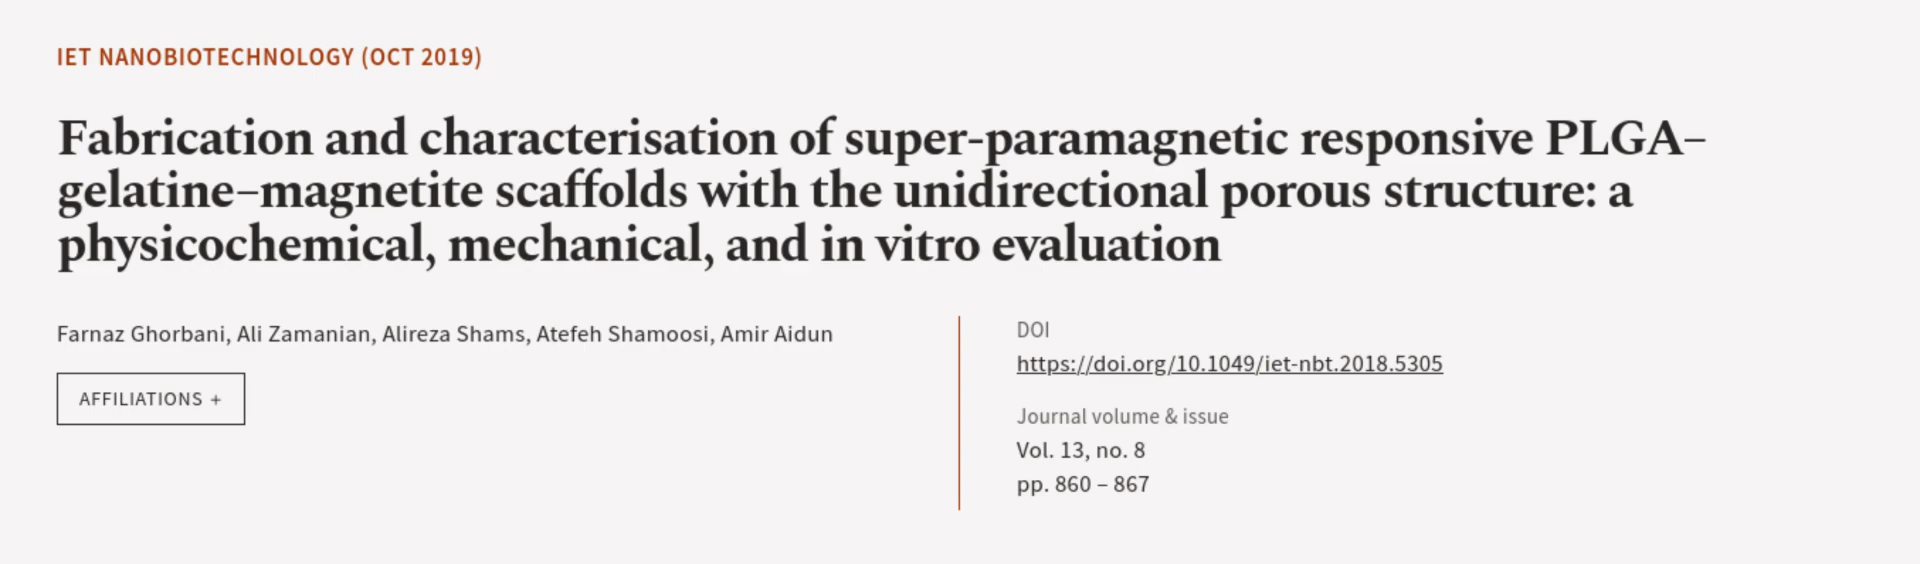 IET NANOBIOTECHNOLOGY (OCT 2019)
Fabrication and characterisation of super-paramagnetic responsive PLGA–
gelatine–magnetite scaffolds with the unidirectional porous structure: a
physicochemical, mechanical, and in vitro evaluation
Farnaz Ghorbani, Ali Zamanian, Alireza Shams, Atefeh Shamoosi, Amir Aidun
AFFILIATIONS +
DOI
https://doi.org/10.1049/iet-nbt.2018.5305
Journal volume & issue
Vol. 13, no. 8
pp. 860 – 867